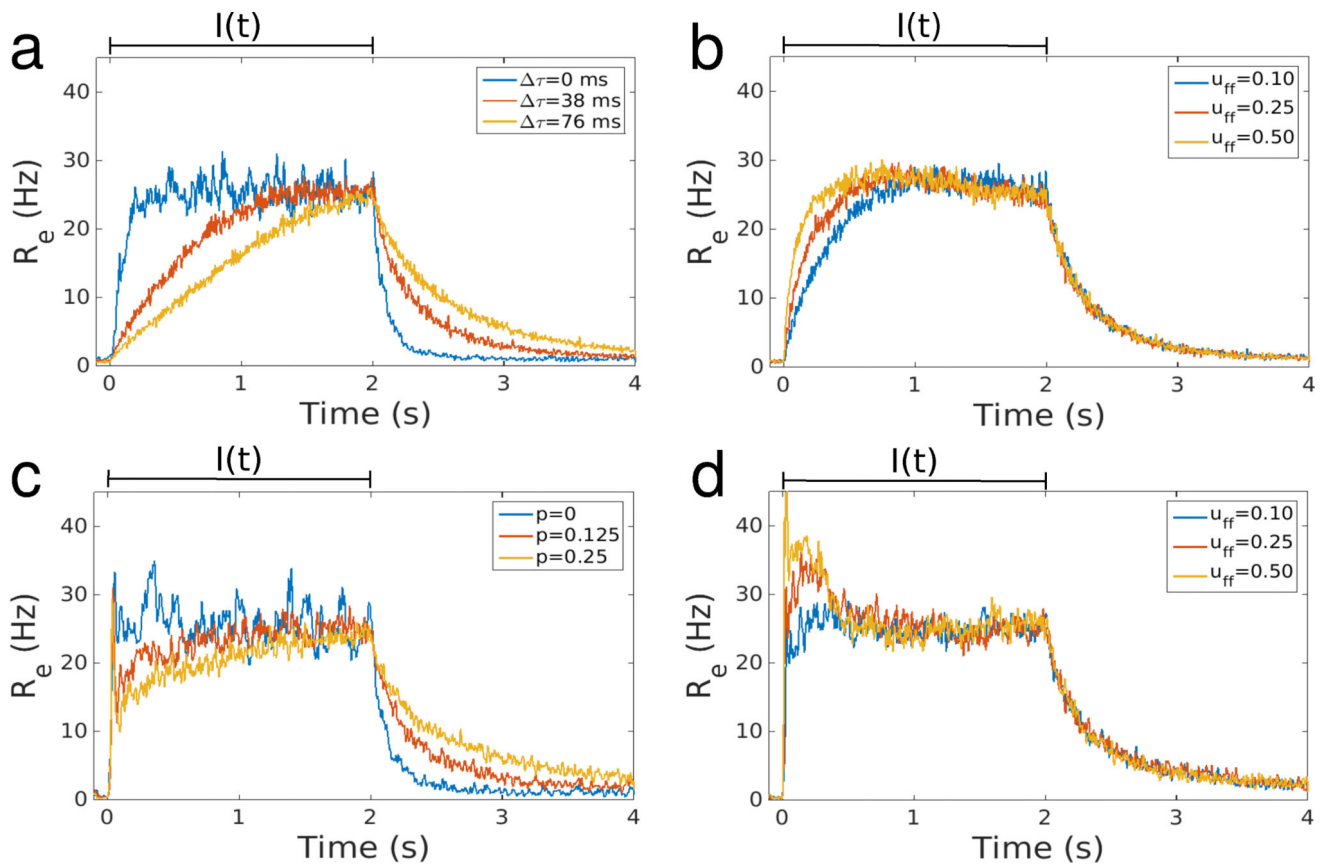 a
I(t)
Δτ=0 ms
Δτ=38 ms
Δτ=76 ms
R_e (Hz)
40
30
20
10
0
0 1 2 3 4
Time (s)
b
I(t)
u_ff=0.10
u_ff=0.25
u_ff=0.50
R_e (Hz)
40
30
20
10
0
0 1 2 3 4
Time (s)
c
I(t)
p=0
p=0.125
p=0.25
R_e (Hz)
40
30
20
10
0
0 1 2 3 4
Time (s)
d
I(t)
u_ff=0.10
u_ff=0.25
u_ff=0.50
R_e (Hz)
40
30
20
10
0
0 1 2 3 4
Time (s)